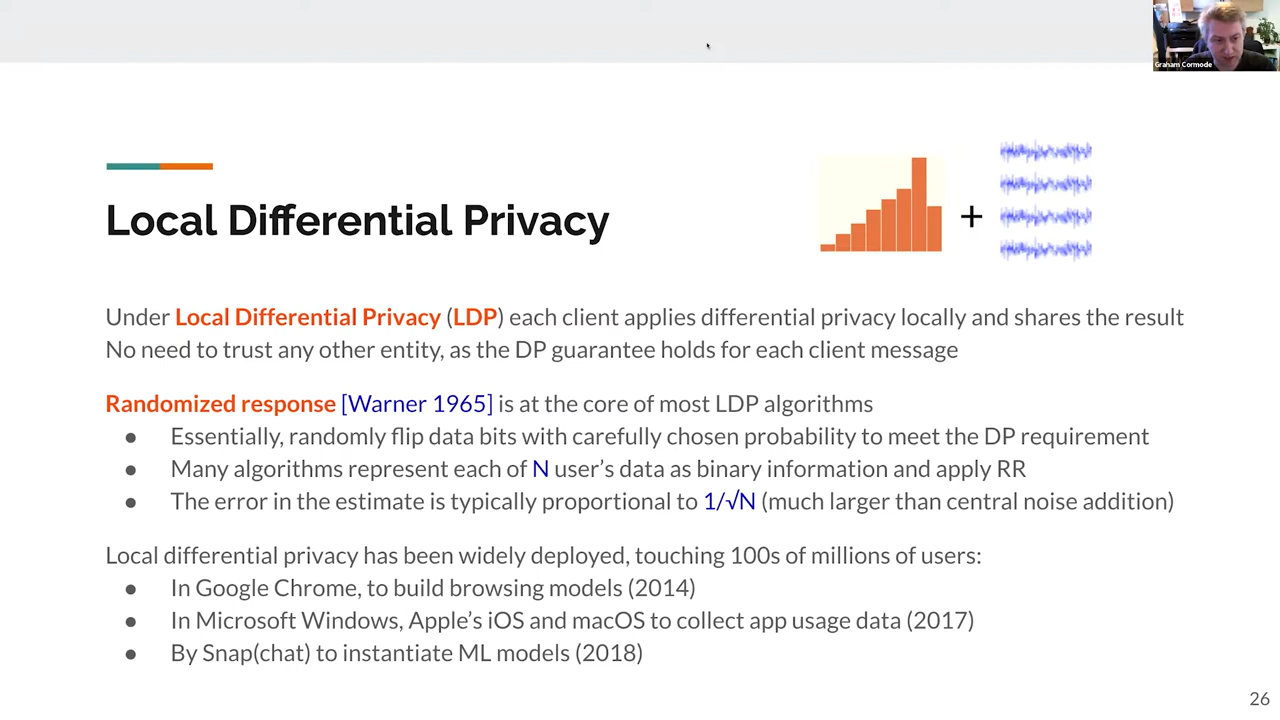 Graham Cormode
+
Local Differential Privacy
Under Local Differential Privacy (LDP) each client applies differential privacy locally and shares the result
No need to trust any other entity, as the DP guarantee holds for each client message
Randomized response [Warner 1965] is at the core of most LDP algorithms
● Essentially, randomly flip data bits with carefully chosen probability to meet the DP requirement
● Many algorithms represent each of N user's data as binary information and apply RR
● The error in the estimate is typically proportional to 1/√N (much larger than central noise addition)
Local differential privacy has been widely deployed, touching 100s of millions of users:
● In Google Chrome, to build browsing models (2014)
● In Microsoft Windows, Apple's iOS and macOS to collect app usage data (2017)
● By Snap(chat) to instantiate ML models (2018)
26